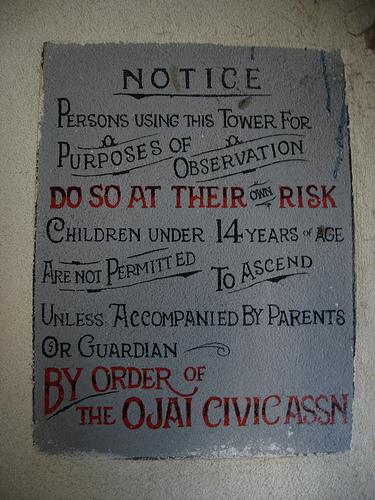 NOTICE
PERSONS USING THIS TOWER FOR
PURPOSES OF OBSERVATION
DO SO AT THEIR OWN RISK
CHILDREN UNDER 14 YEARS OF AGE
ARE NOT PERMITTED TO ASCEND
UNLESS ACCOMPANIED BY PARENTS
OR GUARDIAN
BY ORDER OF
THE OJAI CIVIC ASSN